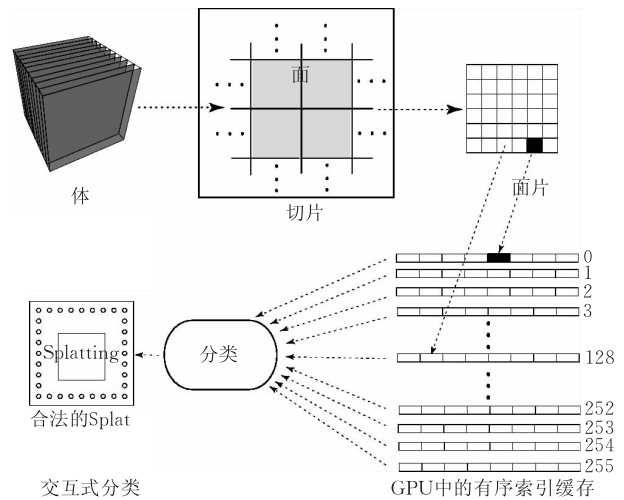 面
体
切片
面片
0
1
2
3
128
252
253
254
255
分类
Splatting
合法的Splat
交互式分类
GPU中的有序索引缓存